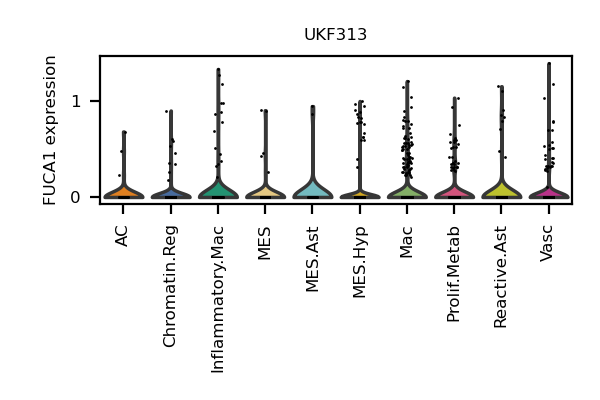 UKF313
FUCA1 expression
1
0
AC
Chromatin.Reg
Inflammatory.Mac
MES
MES.Ast
MES.Hyp
Mac
Prolif.Metab
Reactive.Ast
Vasc